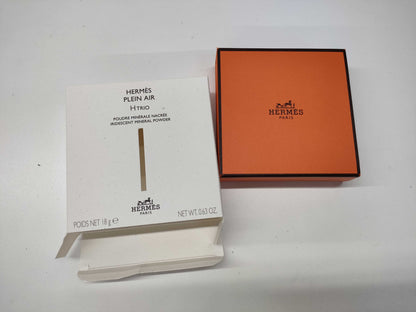 HERMÈS
PLEIN AIR
H TRIO
POUDRE MINÉRALE NACRÉE
IRIDESCENT MINERAL POWDER
HERMÈS
PARIS
POIDS NET 18 g ℮
NET WT. 0.63 OZ.
HERMÈS
PARIS